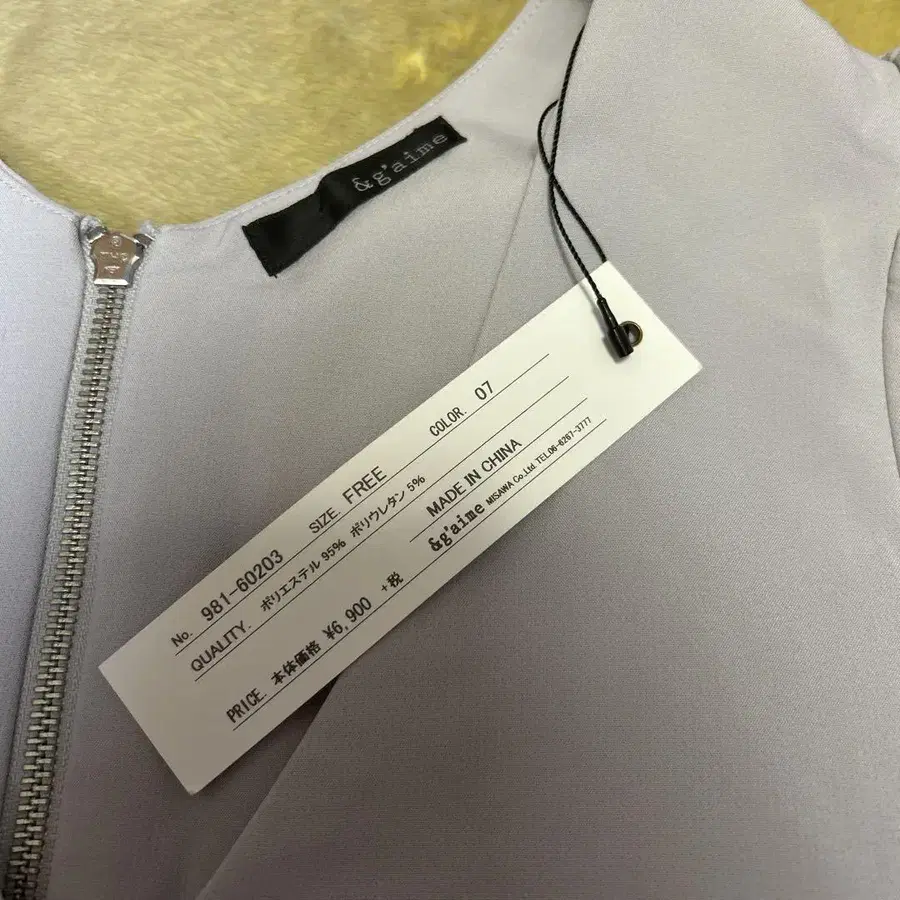 &g'aime
No. 981-60203 SIZE. FREE COLOR. 07
QUALITY. ポリエステル 95% ポリウレタン 5%
MADE IN CHINA
PRICE. 本体価格 ¥6,900 +税
&g'aime MISAWA Co.,Ltd. TEL06-6267-3777